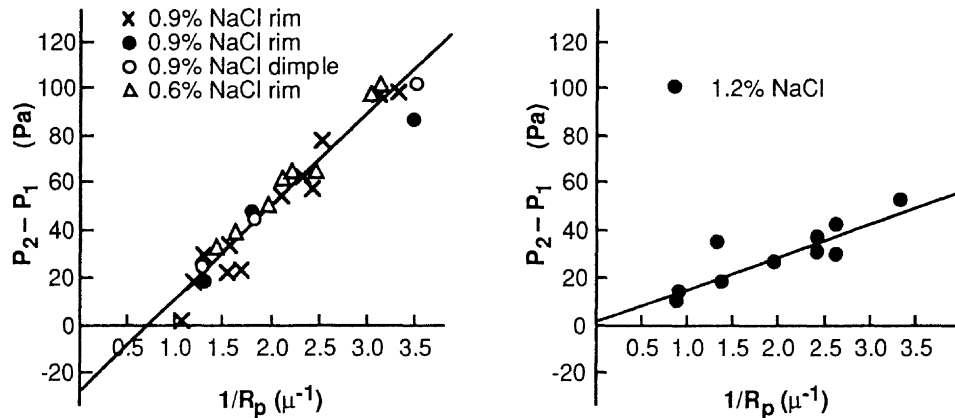 × 0.9% NaCl rim
● 0.9% NaCl rim
○ 0.9% NaCl dimple
△ 0.6% NaCl rim
120
100
80
60
40
20
0
-20
P₂ – P₁ (Pa)
0.5 1.0 1.5 2.0 2.5 3.0 3.5
1/Rₚ (μ⁻¹)
● 1.2% NaCl
120
100
80
60
40
20
0
-20
P₂ – P₁ (Pa)
0.5 1.0 1.5 2.0 2.5 3.0 3.5
1/Rₚ (μ⁻¹)